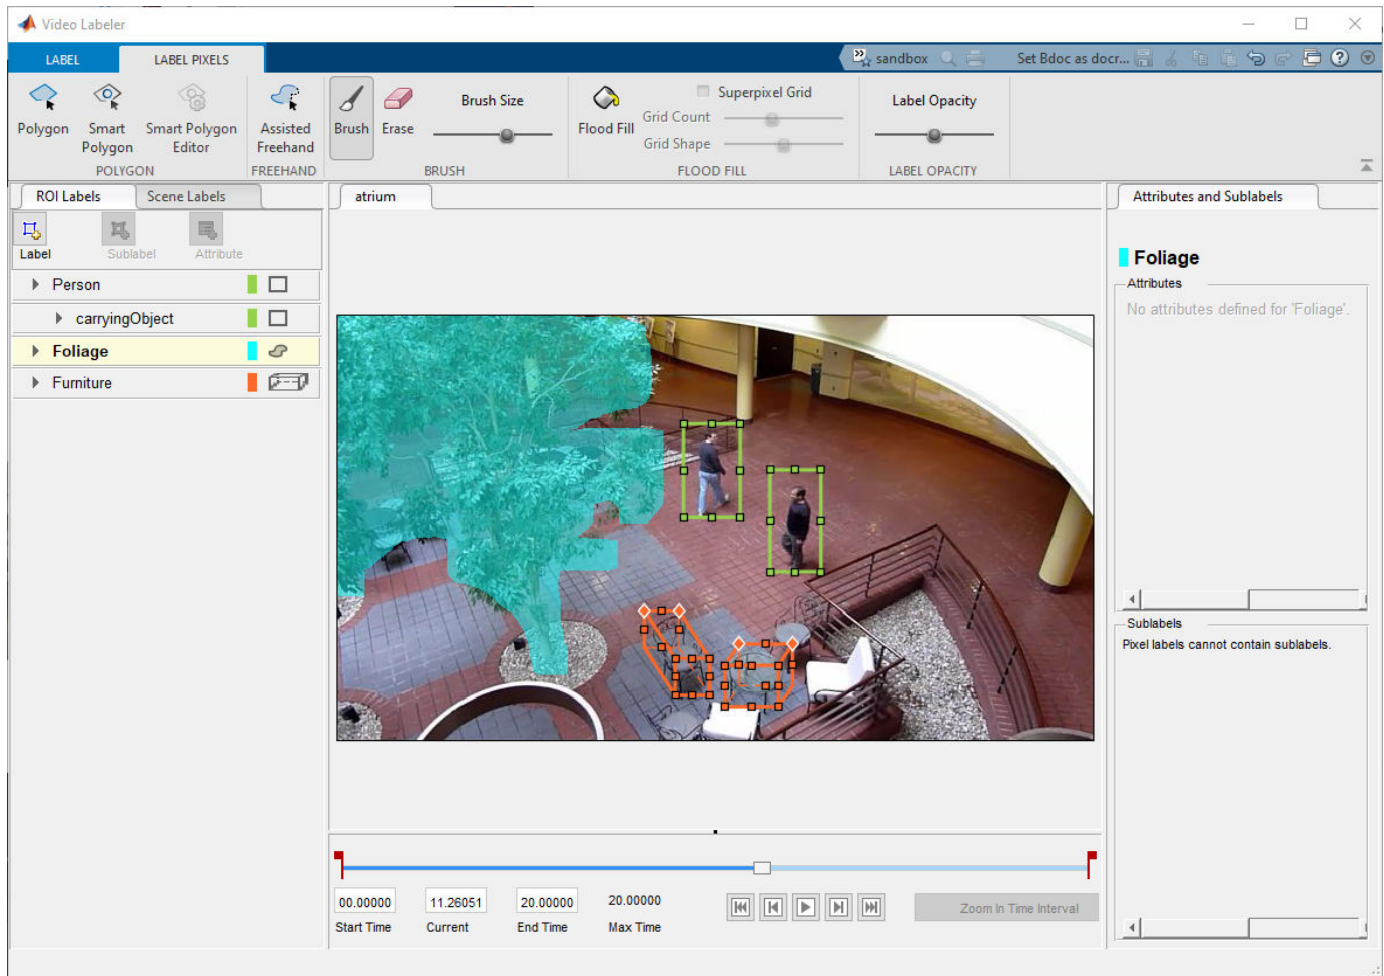 Video Labeler
LABEL
LABEL PIXELS
sandbox
Set Bdoc as docr...
Polygon
Smart
Polygon
Smart Polygon
Editor
Assisted
Freehand
Brush
Erase
Brush Size
Flood Fill
Superpixel Grid
Grid Count
Grid Shape
Label Opacity
POLYGON
FREEHAND
BRUSH
FLOOD FILL
LABEL OPACITY
ROI Labels
Scene Labels
atrium
Attributes and Sublabels
Label
Sublabel
Attribute
Person
carryingObject
Foliage
Furniture
Foliage
Attributes
No attributes defined for 'Foliage'.
Sublabels
Pixel labels cannot contain sublabels.
00.00000
11.26051
20.00000
20.00000
Start Time
Current
End Time
Max Time
Zoom In Time Interval